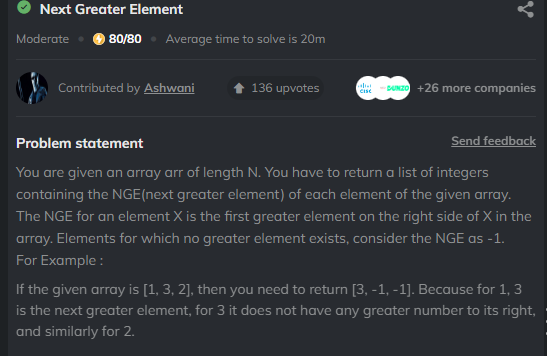 Next Greater Element
Moderate • 80/80 • Average time to solve is 20m
Contributed by Ashwani 136 upvotes CISCO DUNZO +26 more companies
Problem statement Send feedback
You are given an array arr of length N. You have to return a list of integers
containing the NGE(next greater element) of each element of the given array.
The NGE for an element X is the first greater element on the right side of X in the
array. Elements for which no greater element exists, consider the NGE as -1.
For Example :
If the given array is [1, 3, 2], then you need to return [3, -1, -1]. Because for 1, 3
is the next greater element, for 3 it does not have any greater number to its right,
and similarly for 2.